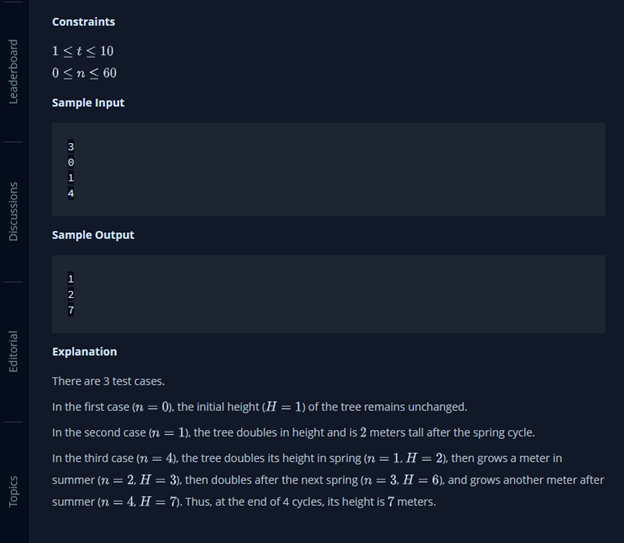 Leaderboard
Discussions
Editorial
Topics
Constraints
1 ≤ t ≤ 10
0 ≤ n ≤ 60
Sample Input
3
0
1
4
Sample Output
1
2
7
Explanation
There are 3 test cases.
In the first case (n = 0), the initial height (H = 1) of the tree remains unchanged.
In the second case (n = 1), the tree doubles in height and is 2 meters tall after the spring cycle.
In the third case (n = 4), the tree doubles its height in spring (n = 1, H = 2), then grows a meter in
summer (n = 2, H = 3), then doubles after the next spring (n = 3, H = 6), and grows another meter after
summer (n = 4, H = 7). Thus, at the end of 4 cycles, its height is 7 meters.